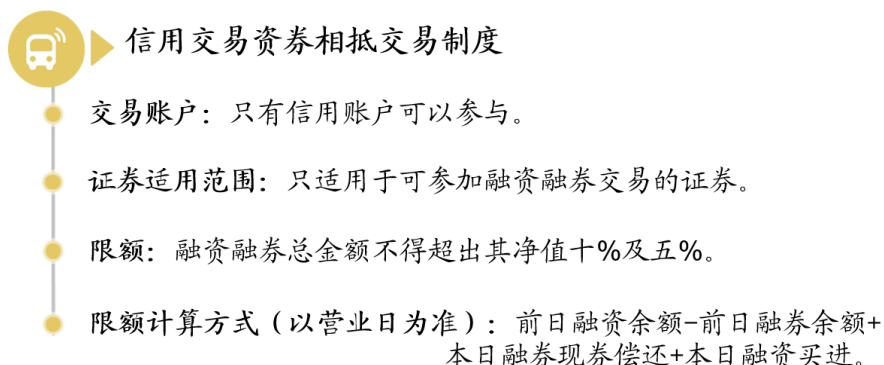 信用交易资券相抵交易制度
交易账户：只有信用账户可以参与。
证券适用范围：只适用于可参加融资融券交易的证券。
限额：融资融券总金额不得超出其净值十%及五%。
限额计算方式（以营业日为准）：前日融资余额-前日融券余额+
本日融券现券偿还+本日融资买进。